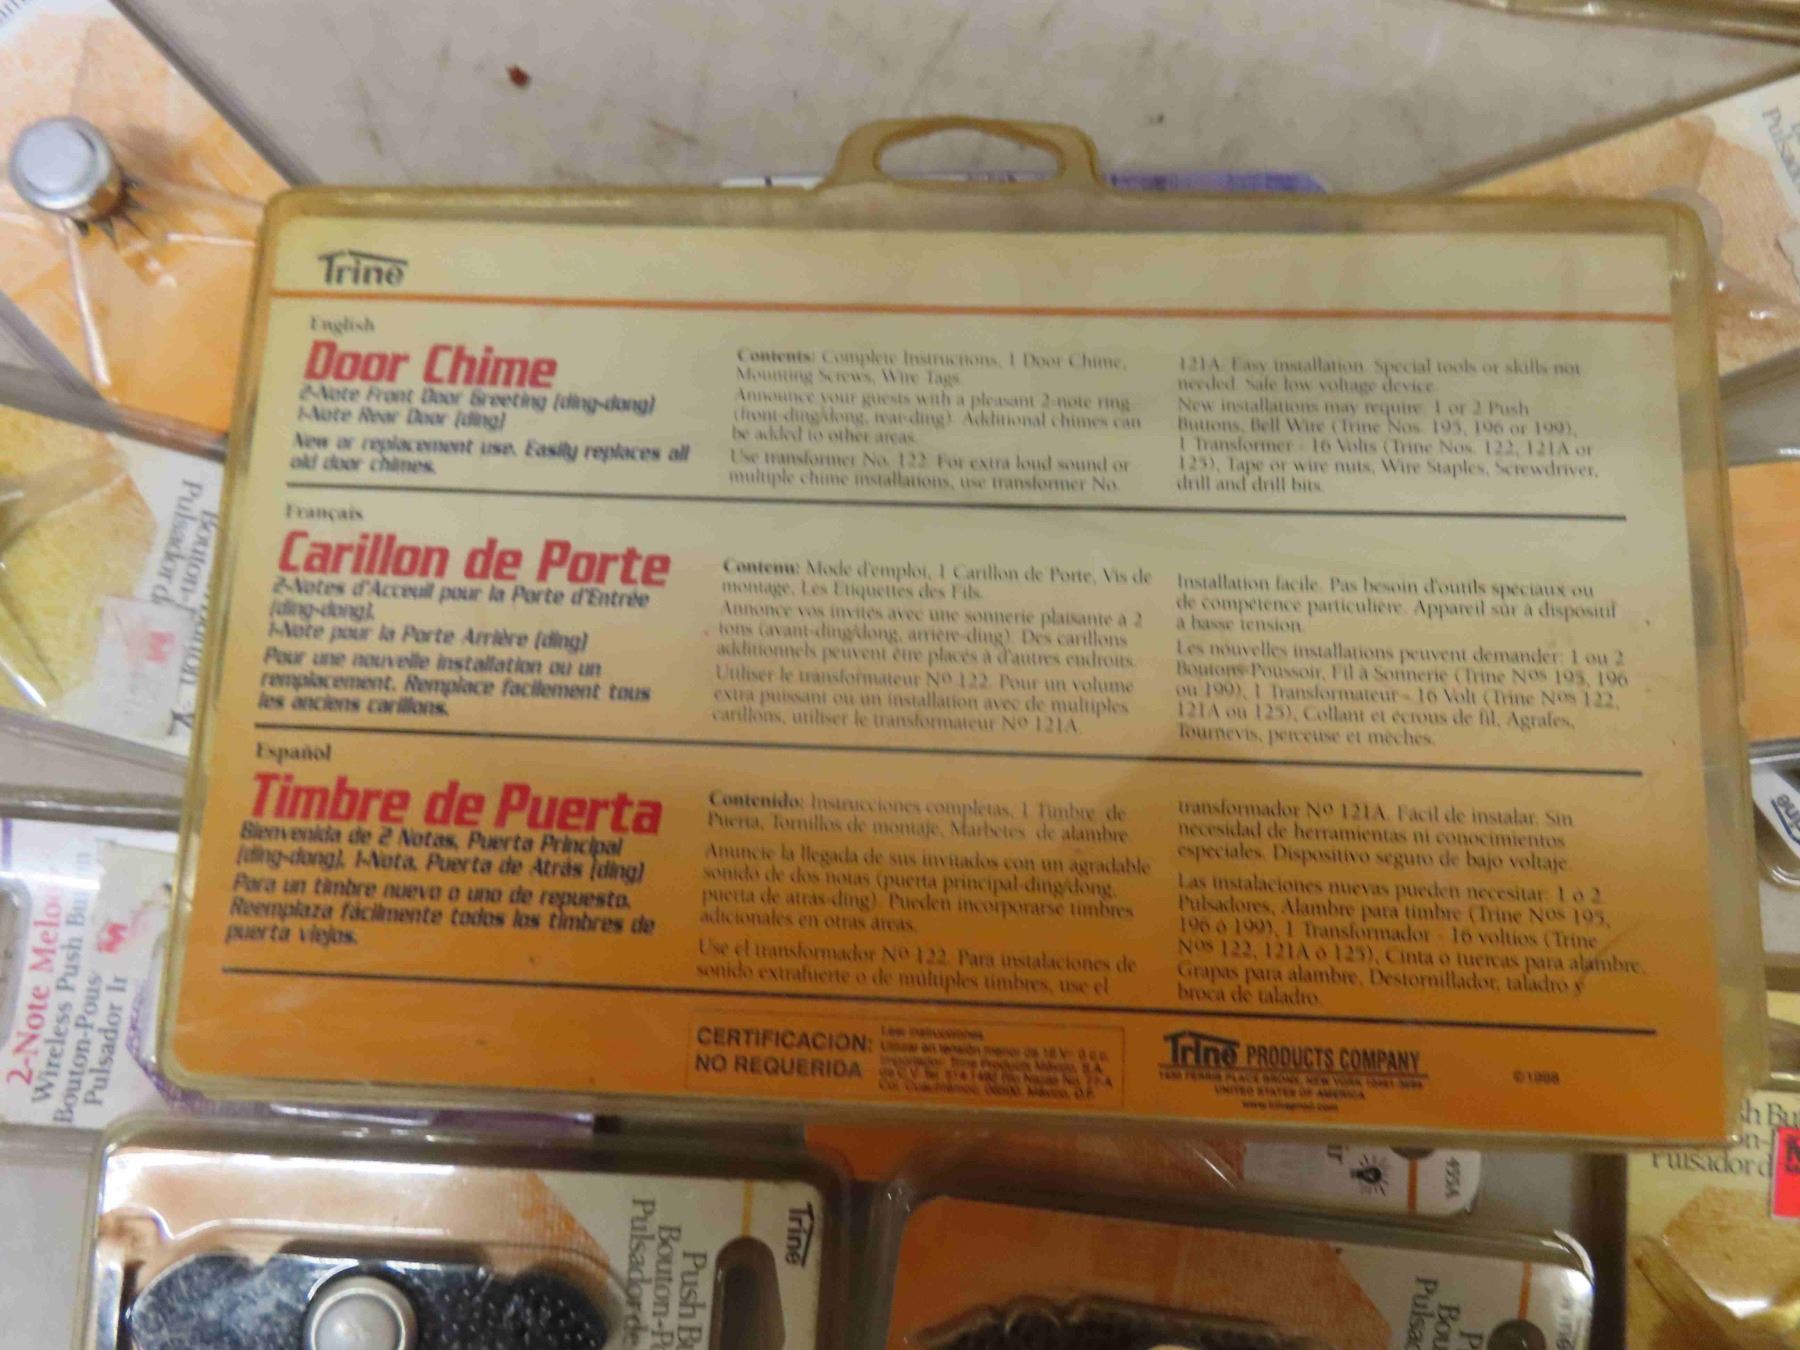 Trine
English
Door Chime
2-Note Front Door Greeting (ding-dong)
1-Note Rear Door (ding)
New or replacement use. Easily replaces all
old door chimes.
Contents: Complete Instructions, 1 Door Chime,
Mounting Screws, Wire Tags.
Announce your guests with a pleasant 2-note ring
(front-ding/dong, rear-ding). Additional chimes can
be added to other areas.
Use transformer No. 122. For extra loud sound or
multiple chime installations, use transformer No.
121A. Easy installation. Special tools or skills not
needed. Safe low voltage device.
New installations may require: 1 or 2 Push
Buttons, Bell Wire (Trine Nos. 195, 196 or 199),
1 Transformer - 16 Volts (Trine Nos. 122, 121A or
125), Tape or wire nuts, Wire Staples, Screwdriver,
drill and drill bits.
Français
Carillon de Porte
2-Notes d'Acceuil pour la Porte d'Entrée
(ding-dong),
1-Note pour la Porte Arrière (ding)
Pour une nouvelle installation ou un
remplacement. Remplace facilement tous
les anciens carillons.
Contenu: Mode d'emploi, 1 Carillon de Porte, Vis de
montage, Les Etiquettes des Fils.
Annonce vos invités avec une sonnerie plaisante à 2
tons (avant-ding/dong, arrière-ding). Des carillons
additionnels peuvent être placés à d'autres endroits.
Utiliser le transformateur Nº 122. Pour un volume
extra puissant ou un installation avec de multiples
carillons, utiliser le transformateur Nº 121A.
Installation facile. Pas besoin d'outils spéciaux ou
de compétence particulière. Appareil sûr à dispositif
à basse tension.
Les nouvelles installations peuvent demander: 1 ou 2
Boutons-Poussoir, Fil à Sonnerie (Trine Nos 195, 196
ou 199), 1 Transformateur - 16 Volt (Trine Nos 122,
121A ou 125), Collant et écrous de fil, Agrafes,
Tournevis, perceuse et mèches.
Español
Timbre de Puerta
Bienvenida de 2 Notas, Puerta Principal
(ding-dong), 1-Nota, Puerta de Atrás (ding)
Para un timbre nuevo o uno de repuesto.
Reemplaza fácilmente todos los timbres de
puerta viejos.
Contenido: Instrucciones completas, 1 Timbre de
Puerta, Tornillos de montaje, Marbetes de alambre.
Anuncie la llegada de sus invitados con un agradable
sonido de dos notas (puerta principal-ding/dong,
puerta de atrás-ding). Pueden incorporarse timbres
adicionales en otras áreas.
Use el transformador Nº 122. Para instalaciones de
sonido extrafuerte o de múltiples timbres, use el
transformador Nº 121A. Fácil de instalar. Sin
necesidad de herramientas ni conocimientos
especiales. Dispositivo seguro de bajo voltaje.
Las instalaciones nuevas pueden necesitar: 1 ó 2
Pulsadores, Alambre para timbre (Trine Nos 195,
196 ó 199), 1 Transformador - 16 voltios (Trine
Nos 122, 121A ó 125), Cinta o tuercas para alambre,
Grapas para alambre, Destornillador, taladro y
broca de taladro.
CERTIFICACION:
NO REQUERIDA
Leer instrucciones
Trine PRODUCTS COMPANY
UNITED STATES OF AMERICA
©1998
2-Note Melo
Wireless Push Button
Bouton-Pous
Pulsador Ir
Bouton-
Pulsador
Trine
Push Bu
Bouton-P
Pulsador de
495A
Pulsador d